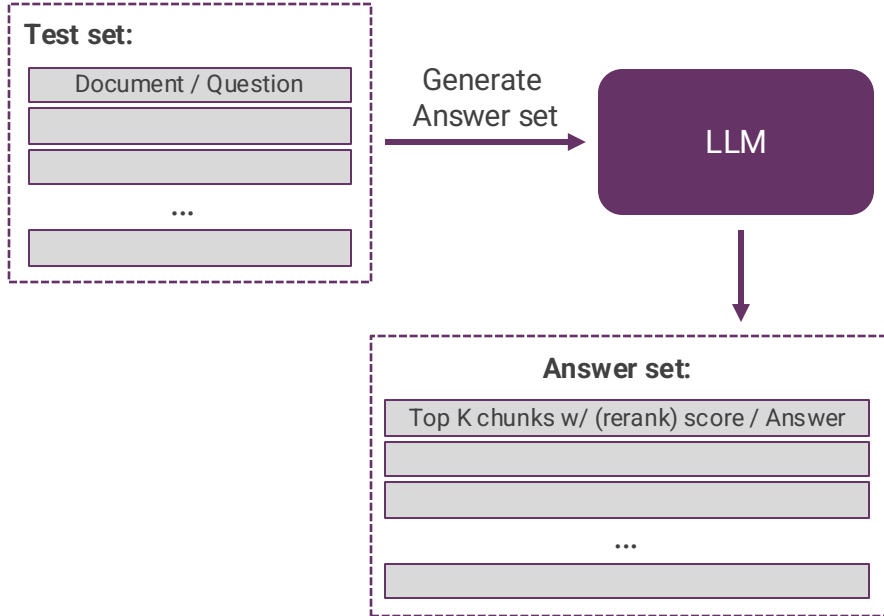 Test set:
Document / Question
...
Generate
Answer set
LLM
Answer set:
Top K chunks w/ (rerank) score / Answer
...